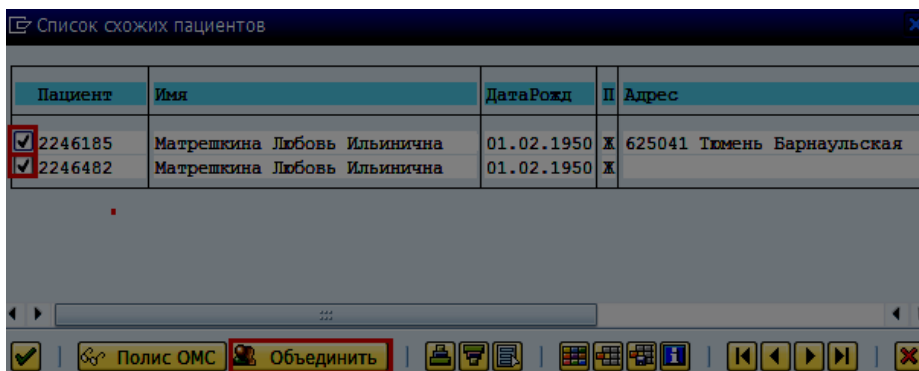 Список схожих пациентов
Пациент Имя ДатаРожд П Адрес
2246185 Матрешкина Любовь Ильинична 01.02.1950 Ж 625041 Тюмень Барнаульская
2246482 Матрешкина Любовь Ильинична 01.02.1950 Ж
Полис ОМС Объединить